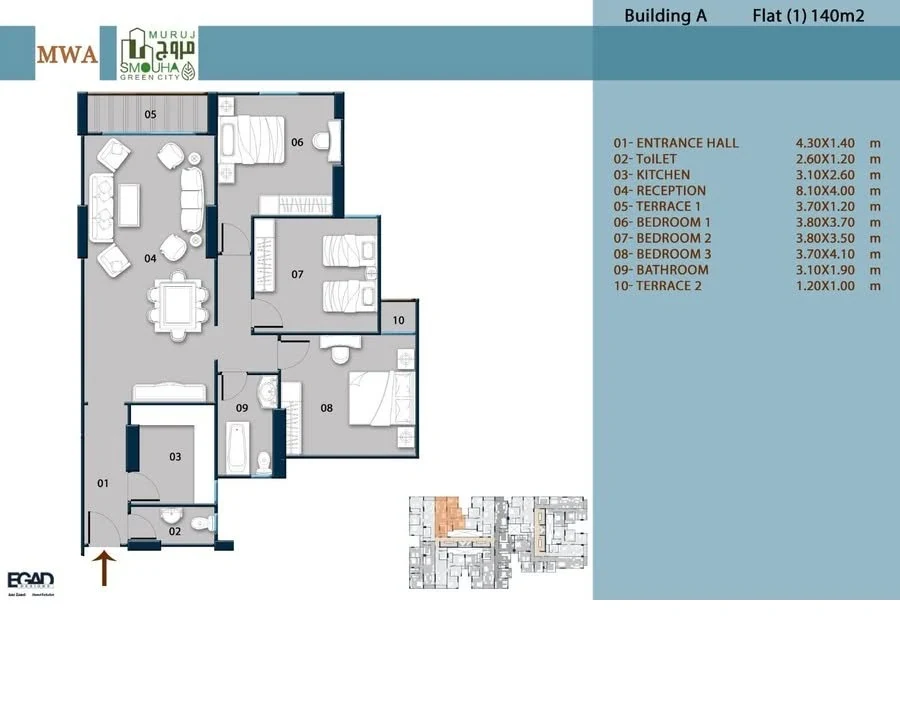 Building A Flat (1) 140m2
MWA
MURUJ
مروج
SMOUHA
GREEN CITY
01- ENTRANCE HALL 4.30X1.40 m
02- ToILET 2.60X1.20 m
03- KITCHEN 3.10X2.60 m
04- RECEPTION 8.10X4.00 m
05- TERRACE 1 3.70X1.20 m
06- BEDROOM 1 3.80X3.70 m
07- BEDROOM 2 3.80X3.50 m
08- BEDROOM 3 3.70X4.10 m
09- BATHROOM 3.10X1.90 m
10- TERRACE 2 1.20X1.00 m
05
06
04
07
10
09
08
03
01
02
EGAD
DESIGNS